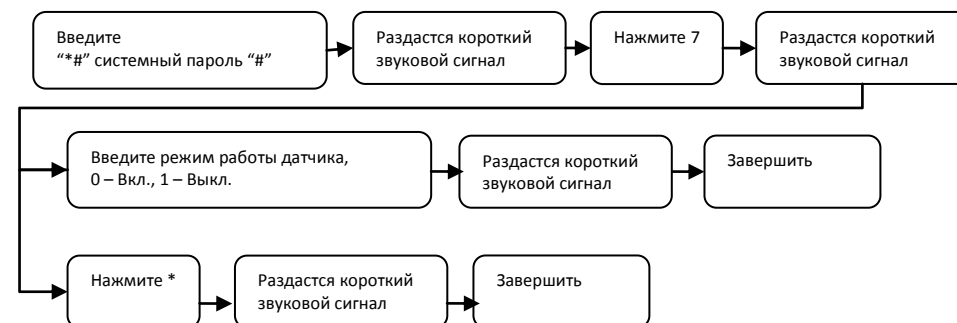 Введите
“*#” системный пароль “#”
Раздастся короткий
звуковой сигнал
Нажмите 7
Раздастся короткий
звуковой сигнал
Введите режим работы датчика,
0 – Вкл., 1 – Выкл.
Раздастся короткий
звуковой сигнал
Завершить
Нажмите *
Раздастся короткий
звуковой сигнал
Завершить